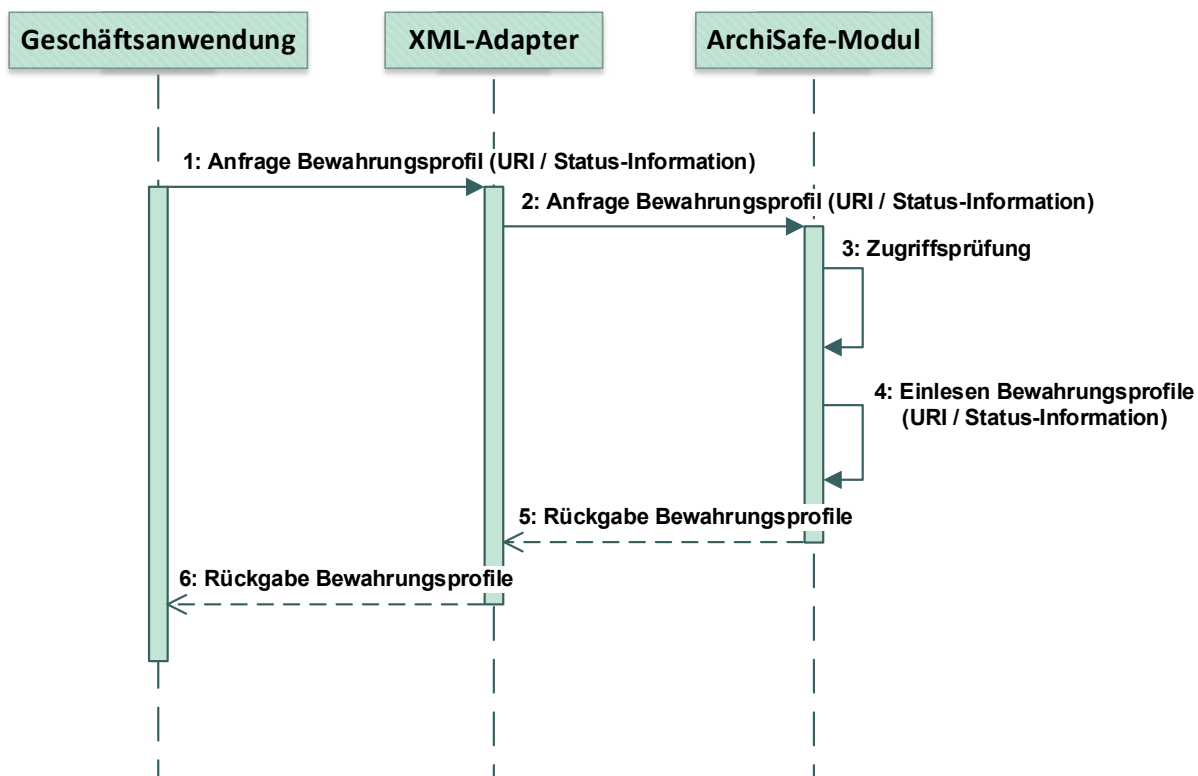 Geschäftsanwendung
XML-Adapter
ArchiSafe-Modul
1: Anfrage Bewahrungsprofil (URI / Status-Information)
2: Anfrage Bewahrungsprofil (URI / Status-Information)
3: Zugriffsprüfung
4: Einlesen Bewahrungsprofile
(URI / Status-Information)
5: Rückgabe Bewahrungsprofile
6: Rückgabe Bewahrungsprofile